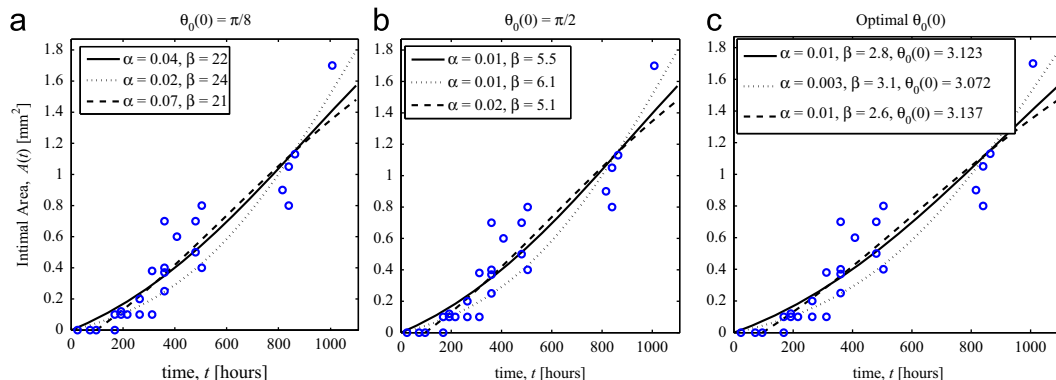 a
θ₀(0) = π/8
α = 0.04, β = 22
α = 0.02, β = 24
α = 0.07, β = 21
Intimal Area, A(t) [mm²]
1.8
1.6
1.4
1.2
1
0.8
0.6
0.4
0.2
0
0 200 400 600 800 1000
time, t [hours]
b
θ₀(0) = π/2
α = 0.01, β = 5.5
α = 0.01, β = 6.1
α = 0.02, β = 5.1
1.8
1.6
1.4
1.2
1
0.8
0.6
0.4
0.2
0
0 200 400 600 800 1000
time, t [hours]
c
Optimal θ₀(0)
α = 0.01, β = 2.8, θ₀(0) = 3.123
α = 0.003, β = 3.1, θ₀(0) = 3.072
α = 0.01, β = 2.6, θ₀(0) = 3.137
1.8
1.6
1.4
1.2
1
0.8
0.6
0.4
0.2
0
0 200 400 600 800 1000
time, t [hours]